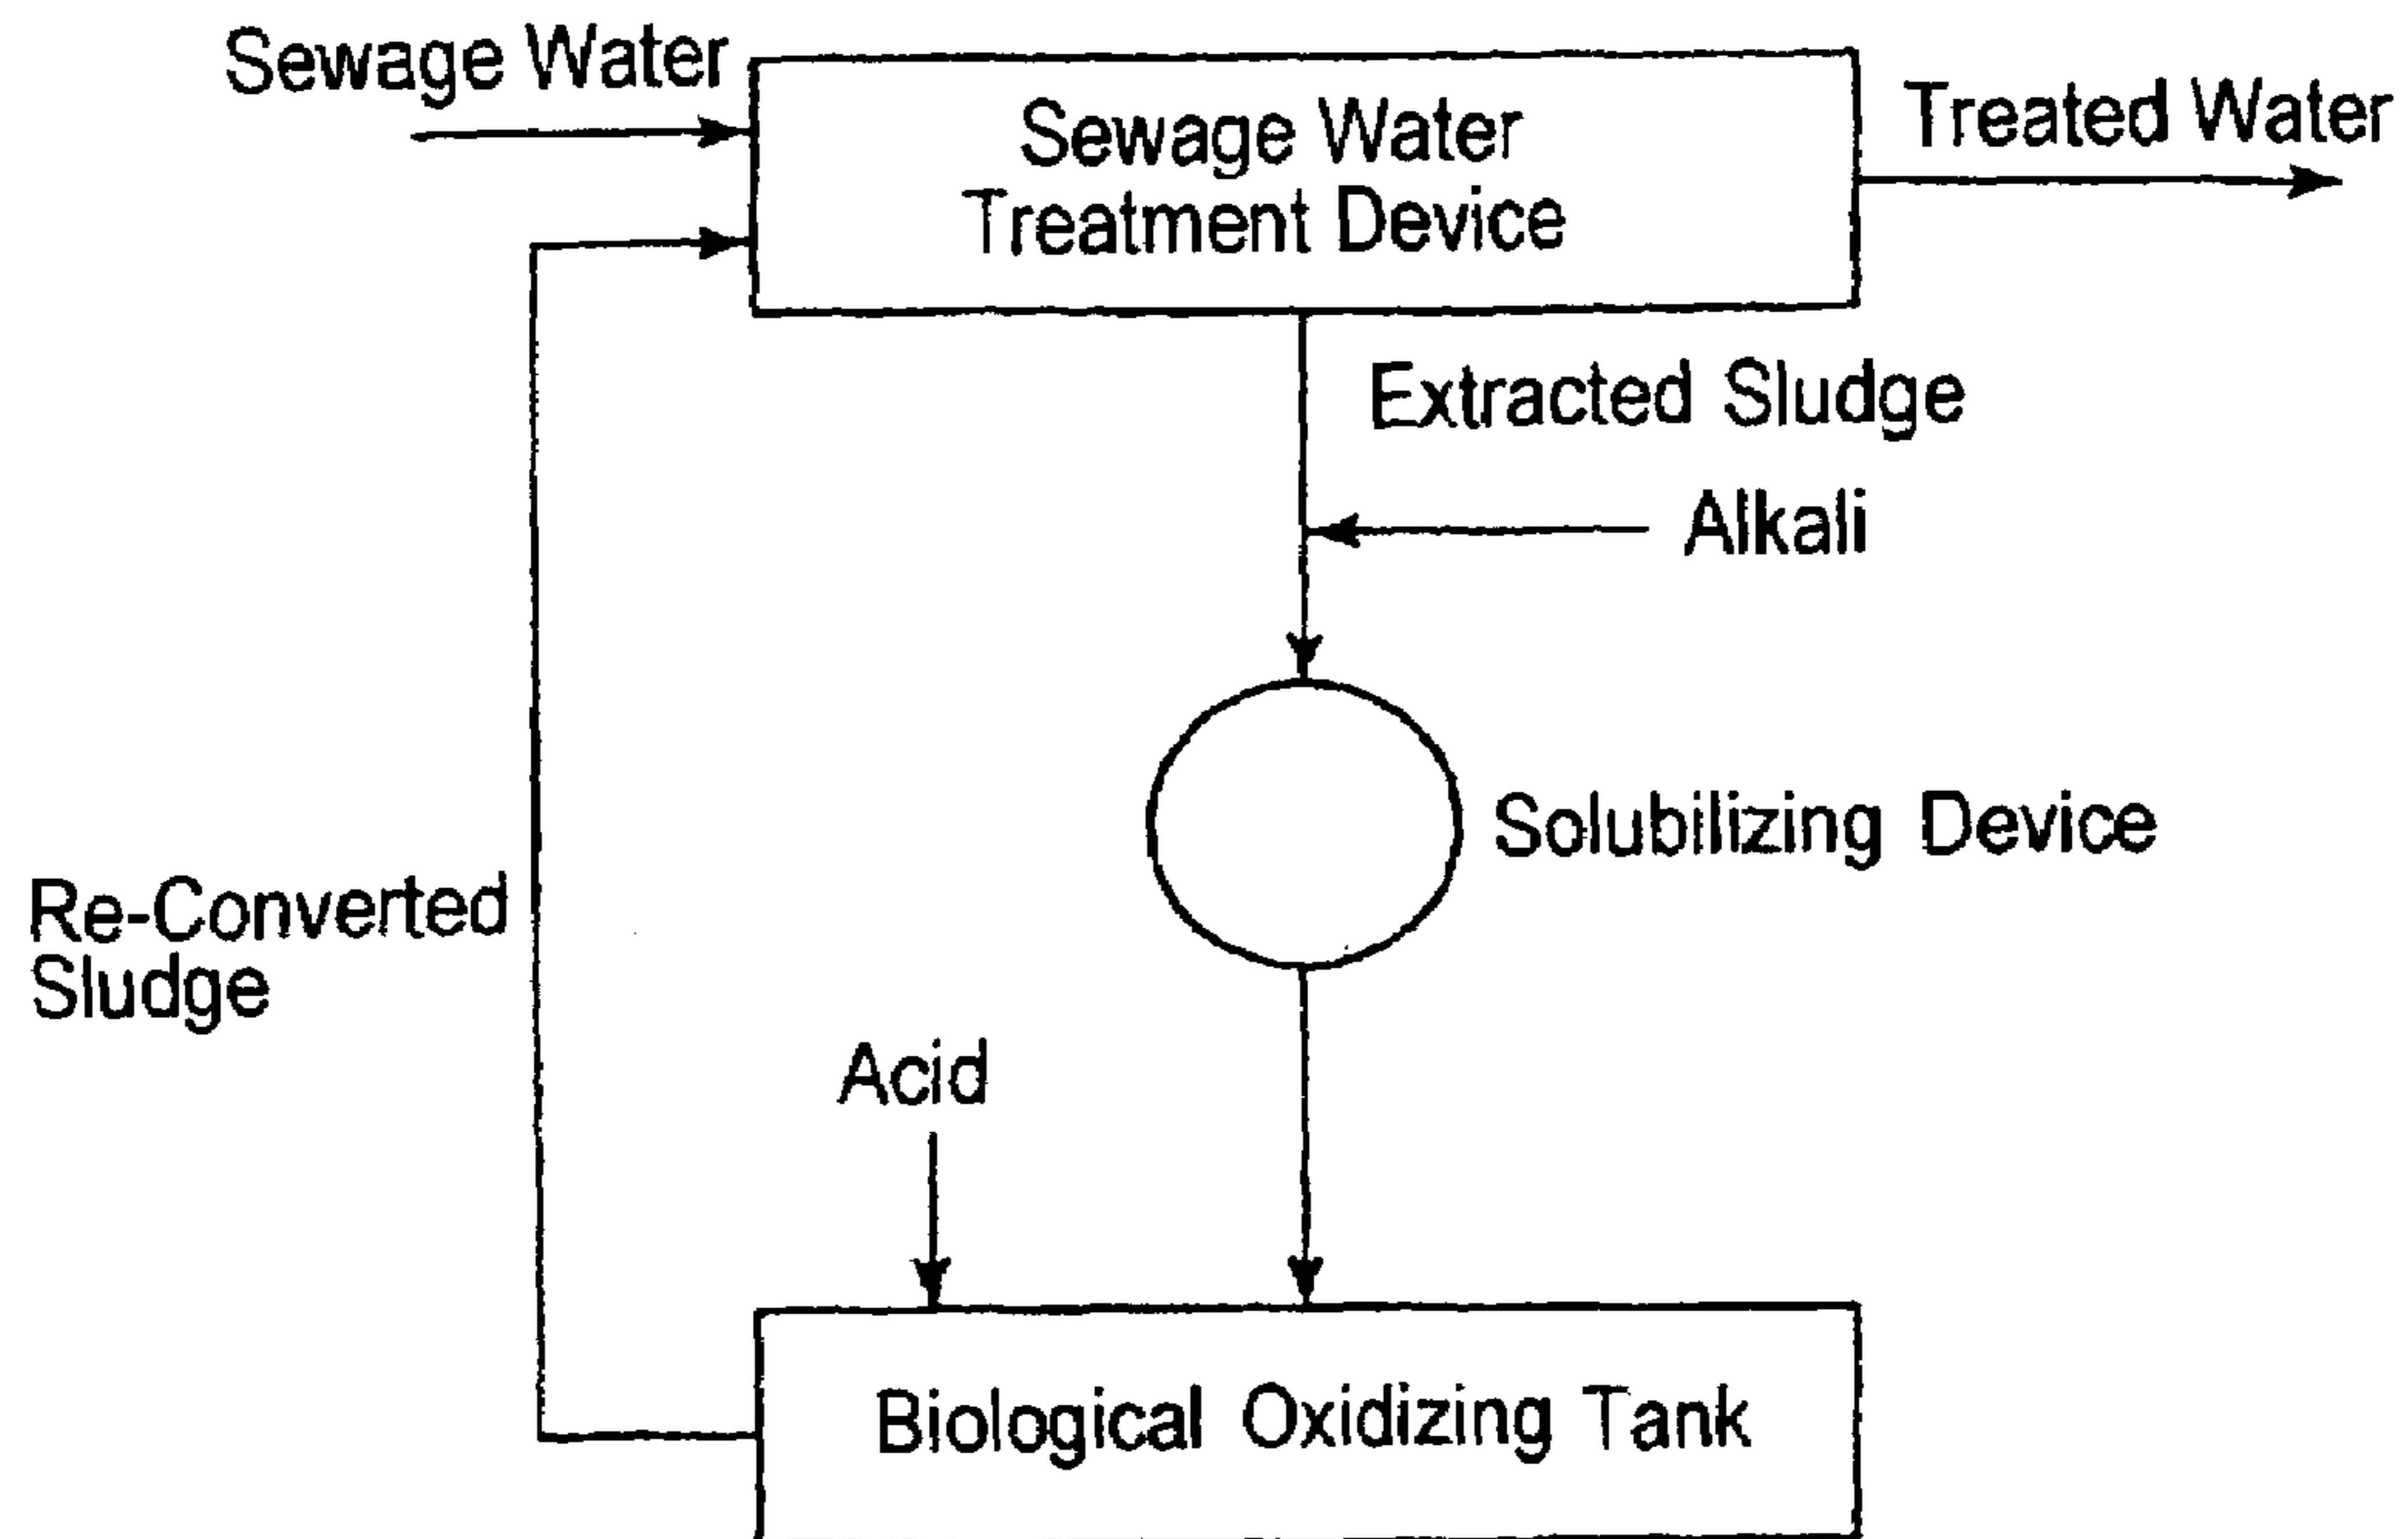 Sewage Water
Sewage Water
Treatment Device
Treated Water
Extracted Sludge
Alkali
Solubilizing Device
Re-Converted
Sludge
Acid
Biological Oxidizing Tank